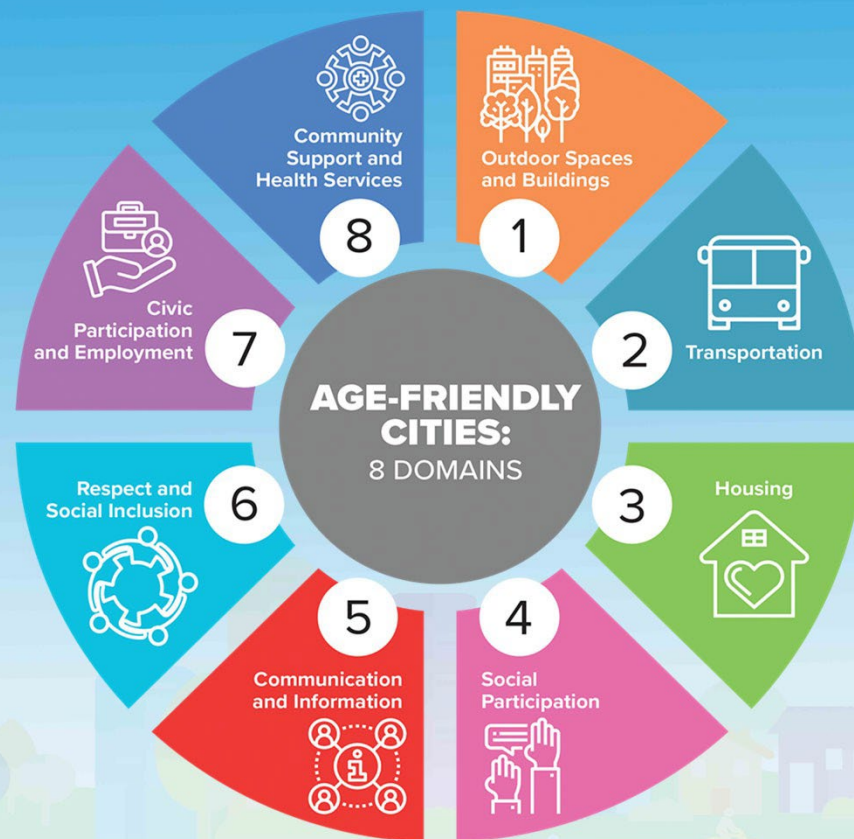 AGE-FRIENDLY
CITIES:
8 DOMAINS
1
Outdoor Spaces
and Buildings
2
Transportation
3
Housing
4
Social
Participation
5
Communication
and Information
i
6
Respect and
Social Inclusion
7
Civic
Participation
and Employment
8
Community
Support and
Health Services